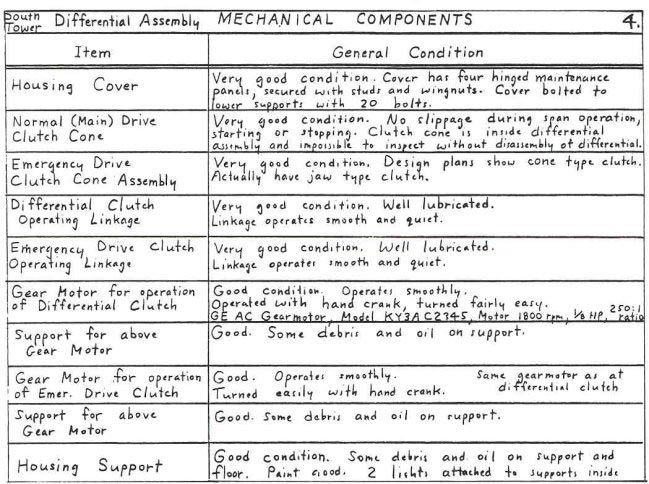 South Tower Differential Assembly MECHANICAL COMPONENTS 4.
Item General Condition
Housing Cover
Very good condition. Cover has four hinged maintenance
panels, secured with studs and wingnuts. Cover bolted to
tower supports with 20 bolts.
Normal (Main) Drive
Clutch Cone
Very good condition. No slippage during span operation,
starting or stopping. Clutch cone is inside differential
assembly and impossible to inspect without disassembly of differential.
Emergency Drive
Clutch Cone Assembly
Very good condition. Design plans show cone type clutch.
Actually have jaw type clutch.
Differential Clutch
Operating Linkage
Very good condition. Well lubricated.
Linkage operates smooth and quiet.
Emergency Drive Clutch
Operating Linkage
Very good condition. Well lubricated.
Linkage operates smooth and quiet.
Gear Motor for operation
of Differential Clutch
Good condition. Operates smoothly.
Operated with hand crank, turned fairly easy.
GE AC Gearmotor, Model KY3AC2345, Motor 1800 rpm, 1/8 HP, 250:1 ratio
Support for above
Gear Motor
Good. Some debris and oil on support.
Gear Motor for operation
of Emer. Drive Clutch
Good. Operates smoothly. Same gearmotor as at
Turned easily with hand crank. differential clutch
Support for above
Gear Motor
Good. Some debris and oil on support.
Housing Support
Good condition. Some debris and oil on support and
floor. Paint good. 2 lights attached to supports inside